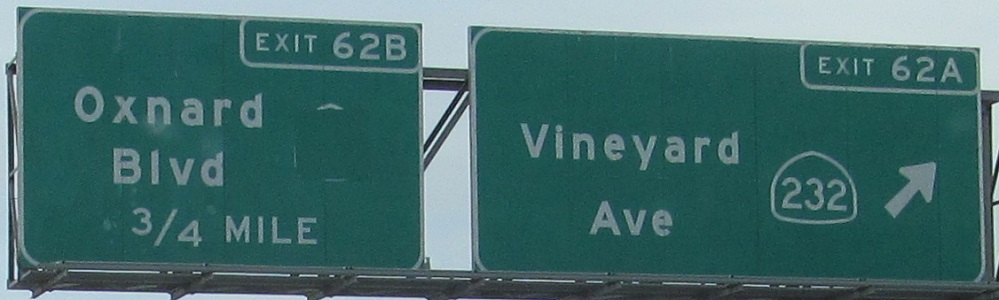 EXIT 62B
Oxnard
Blvd
3/4 MILE
EXIT 62A
Vineyard
Ave
232